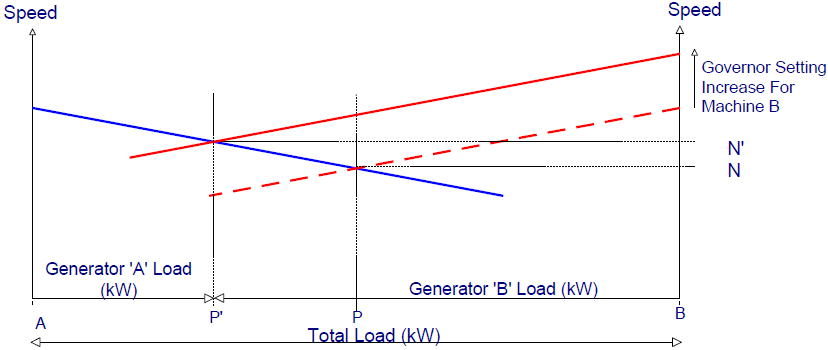 Speed
Speed
Governor Setting
Increase For
Machine B
N'
N
Generator 'A' Load
(kW)
Generator 'B' Load (kW)
A
P'
P
B
Total Load (kW)